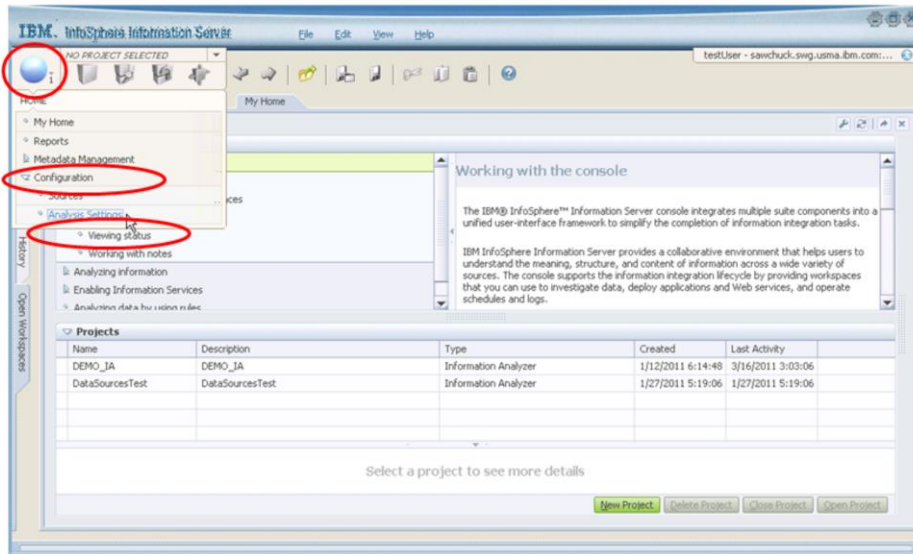 IBM. InfoSphere Information Server
File Edit View Help
NO PROJECT SELECTED
testUser - sawchuck.swg.usma.ibm.com:...
HOME
My Home
My Home
Reports
Metadata Management
Configuration
Sources
Analysis Settings
Viewing status
Working with notes
Analyzing information
Enabling Information Services
Analyzing data by using rules
History
Open Workspaces
Working with the console
The IBM® InfoSphere™ Information Server console integrates multiple suite components into a
unified user-interface framework to simplify the completion of information integration tasks.
IBM InfoSphere Information Server provides a collaborative environment that helps users to
understand the meaning, structure, and content of information across a wide variety of
sources. The console supports the information integration lifecycle by providing workspaces
that you can use to investigate data, deploy applications and Web services, and operate
schedules and logs.
Projects
Name Description Type Created Last Activity
DEMO_IA DEMO_IA Information Analyzer 1/12/2011 6:14:48 3/16/2011 3:03:06
DataSourcesTest DataSourcesTest Information Analyzer 1/27/2011 5:19:06 1/27/2011 5:19:06
Select a project to see more details
New Project Delete Project Close Project Open Project